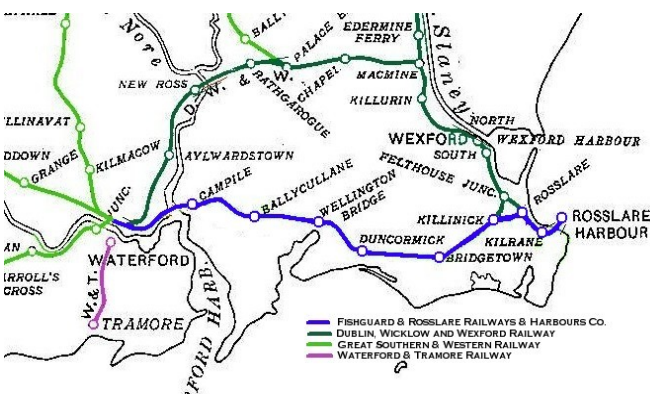 Nore
EDERMINE
FERRY
Slaney
PALACE
NEW ROSS
D. W. & W.
RATHGAROGUE
CHAPEL
MACMINE
KILLURIN
NORTH
WEXFORD
WEXFORD HARBOUR
SOUTH
KILMACOW
GRANGE
AYLWARDSTOWN
FELTHOUSE JUNC.
ROSSLARE
JUNC.
CAMPILE
BALLYCULLANE
WELLINGTON
BRIDGE
KILLINICK
ROSSLARE
HARBOUR
KILRANE
DUNCORMICK
BRIDGETOWN
WATERFORD
W. & T.
CROSS
TRAMORE
HARB.
FISHGUARD & ROSSLARE RAILWAYS & HARBOURS CO.
DUBLIN, WICKLOW AND WEXFORD RAILWAY
GREAT SOUTHERN & WESTERN RAILWAY
WATERFORD & TRAMORE RAILWAY